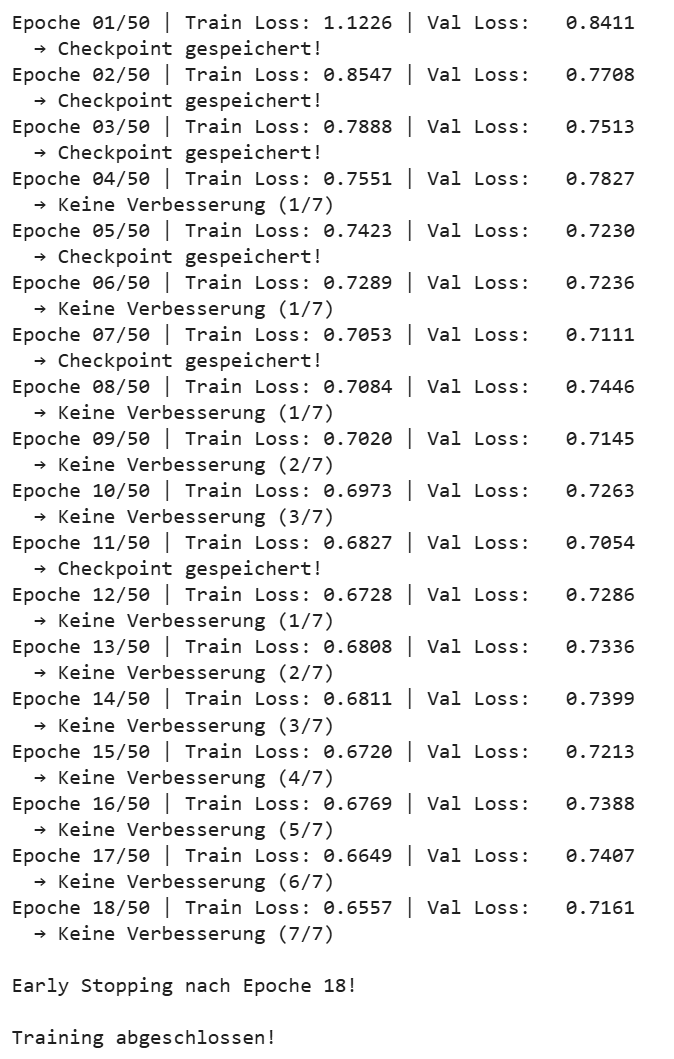 Epoche 01/50 | Train Loss: 1.1226 | Val Loss:   0.8411
  → Checkpoint gespeichert!
Epoche 02/50 | Train Loss: 0.8547 | Val Loss:   0.7708
  → Checkpoint gespeichert!
Epoche 03/50 | Train Loss: 0.7888 | Val Loss:   0.7513
  → Checkpoint gespeichert!
Epoche 04/50 | Train Loss: 0.7551 | Val Loss:   0.7827
  → Keine Verbesserung (1/7)
Epoche 05/50 | Train Loss: 0.7423 | Val Loss:   0.7230
  → Checkpoint gespeichert!
Epoche 06/50 | Train Loss: 0.7289 | Val Loss:   0.7236
  → Keine Verbesserung (1/7)
Epoche 07/50 | Train Loss: 0.7053 | Val Loss:   0.7111
  → Checkpoint gespeichert!
Epoche 08/50 | Train Loss: 0.7084 | Val Loss:   0.7446
  → Keine Verbesserung (1/7)
Epoche 09/50 | Train Loss: 0.7020 | Val Loss:   0.7145
  → Keine Verbesserung (2/7)
Epoche 10/50 | Train Loss: 0.6973 | Val Loss:   0.7263
  → Keine Verbesserung (3/7)
Epoche 11/50 | Train Loss: 0.6827 | Val Loss:   0.7054
  → Checkpoint gespeichert!
Epoche 12/50 | Train Loss: 0.6728 | Val Loss:   0.7286
  → Keine Verbesserung (1/7)
Epoche 13/50 | Train Loss: 0.6808 | Val Loss:   0.7336
  → Keine Verbesserung (2/7)
Epoche 14/50 | Train Loss: 0.6811 | Val Loss:   0.7399
  → Keine Verbesserung (3/7)
Epoche 15/50 | Train Loss: 0.6720 | Val Loss:   0.7213
  → Keine Verbesserung (4/7)
Epoche 16/50 | Train Loss: 0.6769 | Val Loss:   0.7388
  → Keine Verbesserung (5/7)
Epoche 17/50 | Train Loss: 0.6649 | Val Loss:   0.7407
  → Keine Verbesserung (6/7)
Epoche 18/50 | Train Loss: 0.6557 | Val Loss:   0.7161
  → Keine Verbesserung (7/7)

Early Stopping nach Epoche 18!

Training abgeschlossen!